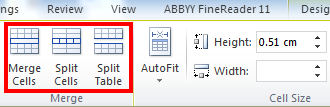 ngs
Review
View
ABBYY FineReader 11
Merge Cells
Split Cells
Split Table
AutoFit
Height: 0.51 cm
Width:
Merge
Cell Size